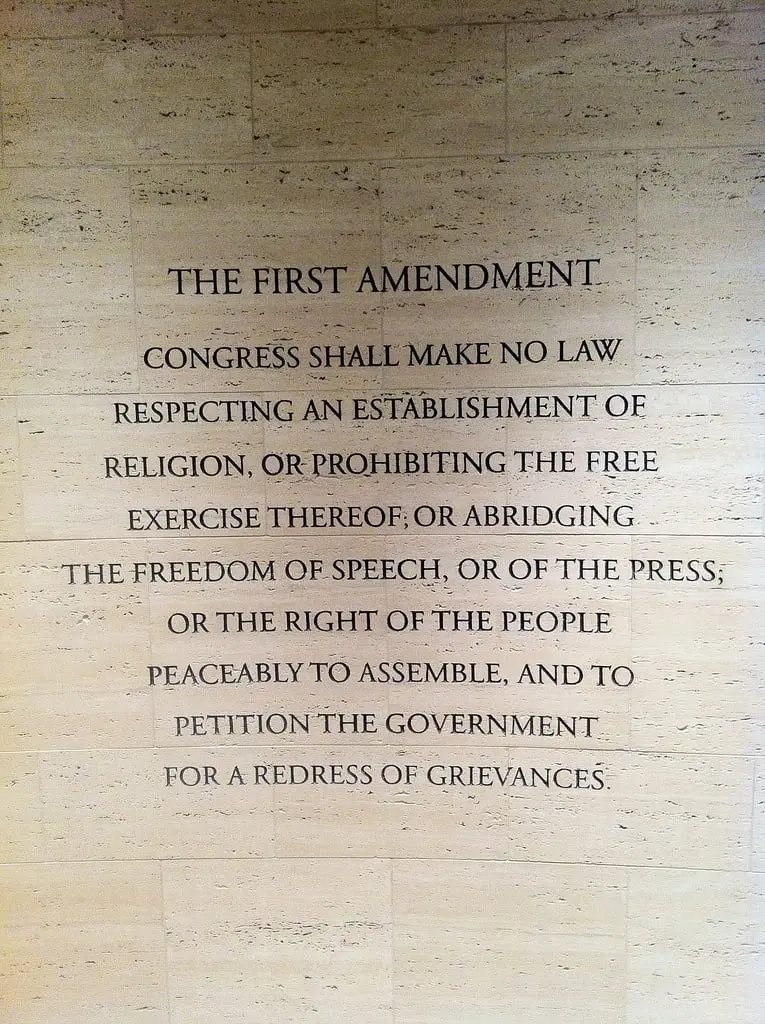 THE FIRST AMENDMENT
CONGRESS SHALL MAKE NO LAW
RESPECTING AN ESTABLISHMENT OF
RELIGION, OR PROHIBITING THE FREE
EXERCISE THEREOF; OR ABRIDGING
THE FREEDOM OF SPEECH, OR OF THE PRESS;
OR THE RIGHT OF THE PEOPLE
PEACEABLY TO ASSEMBLE, AND TO
PETITION THE GOVERNMENT
FOR A REDRESS OF GRIEVANCES.